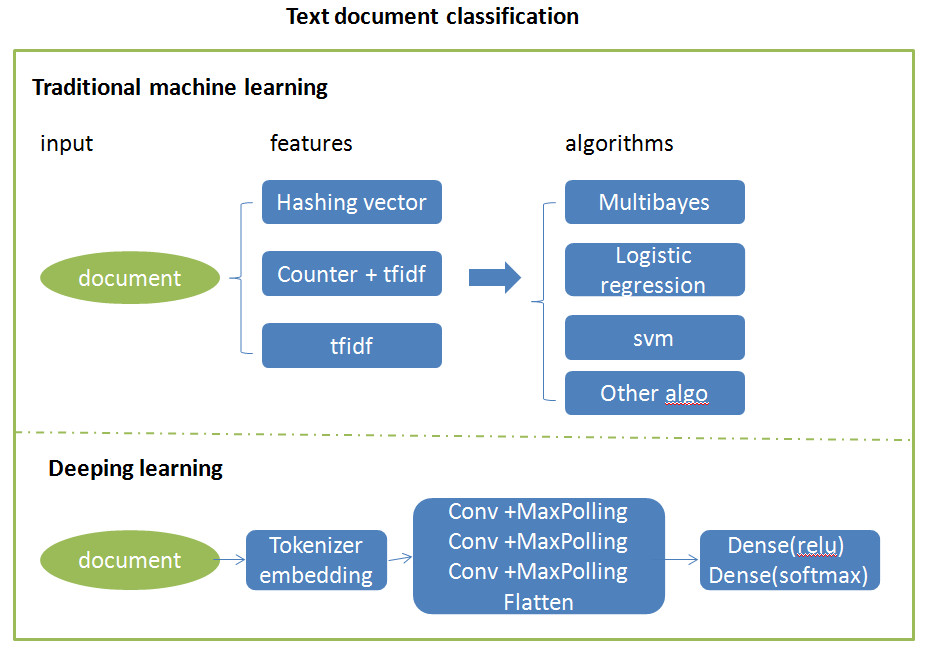 Text document classification
Traditional machine learning
input
features
algorithms
document
Hashing vector
Counter + tfidf
tfidf
Multibayes
Logistic
regression
svm
Other algo
Deeping learning
document
Tokenizer
embedding
Conv +MaxPolling
Conv +MaxPolling
Conv +MaxPolling
Flatten
Dense(relu)
Dense(softmax)